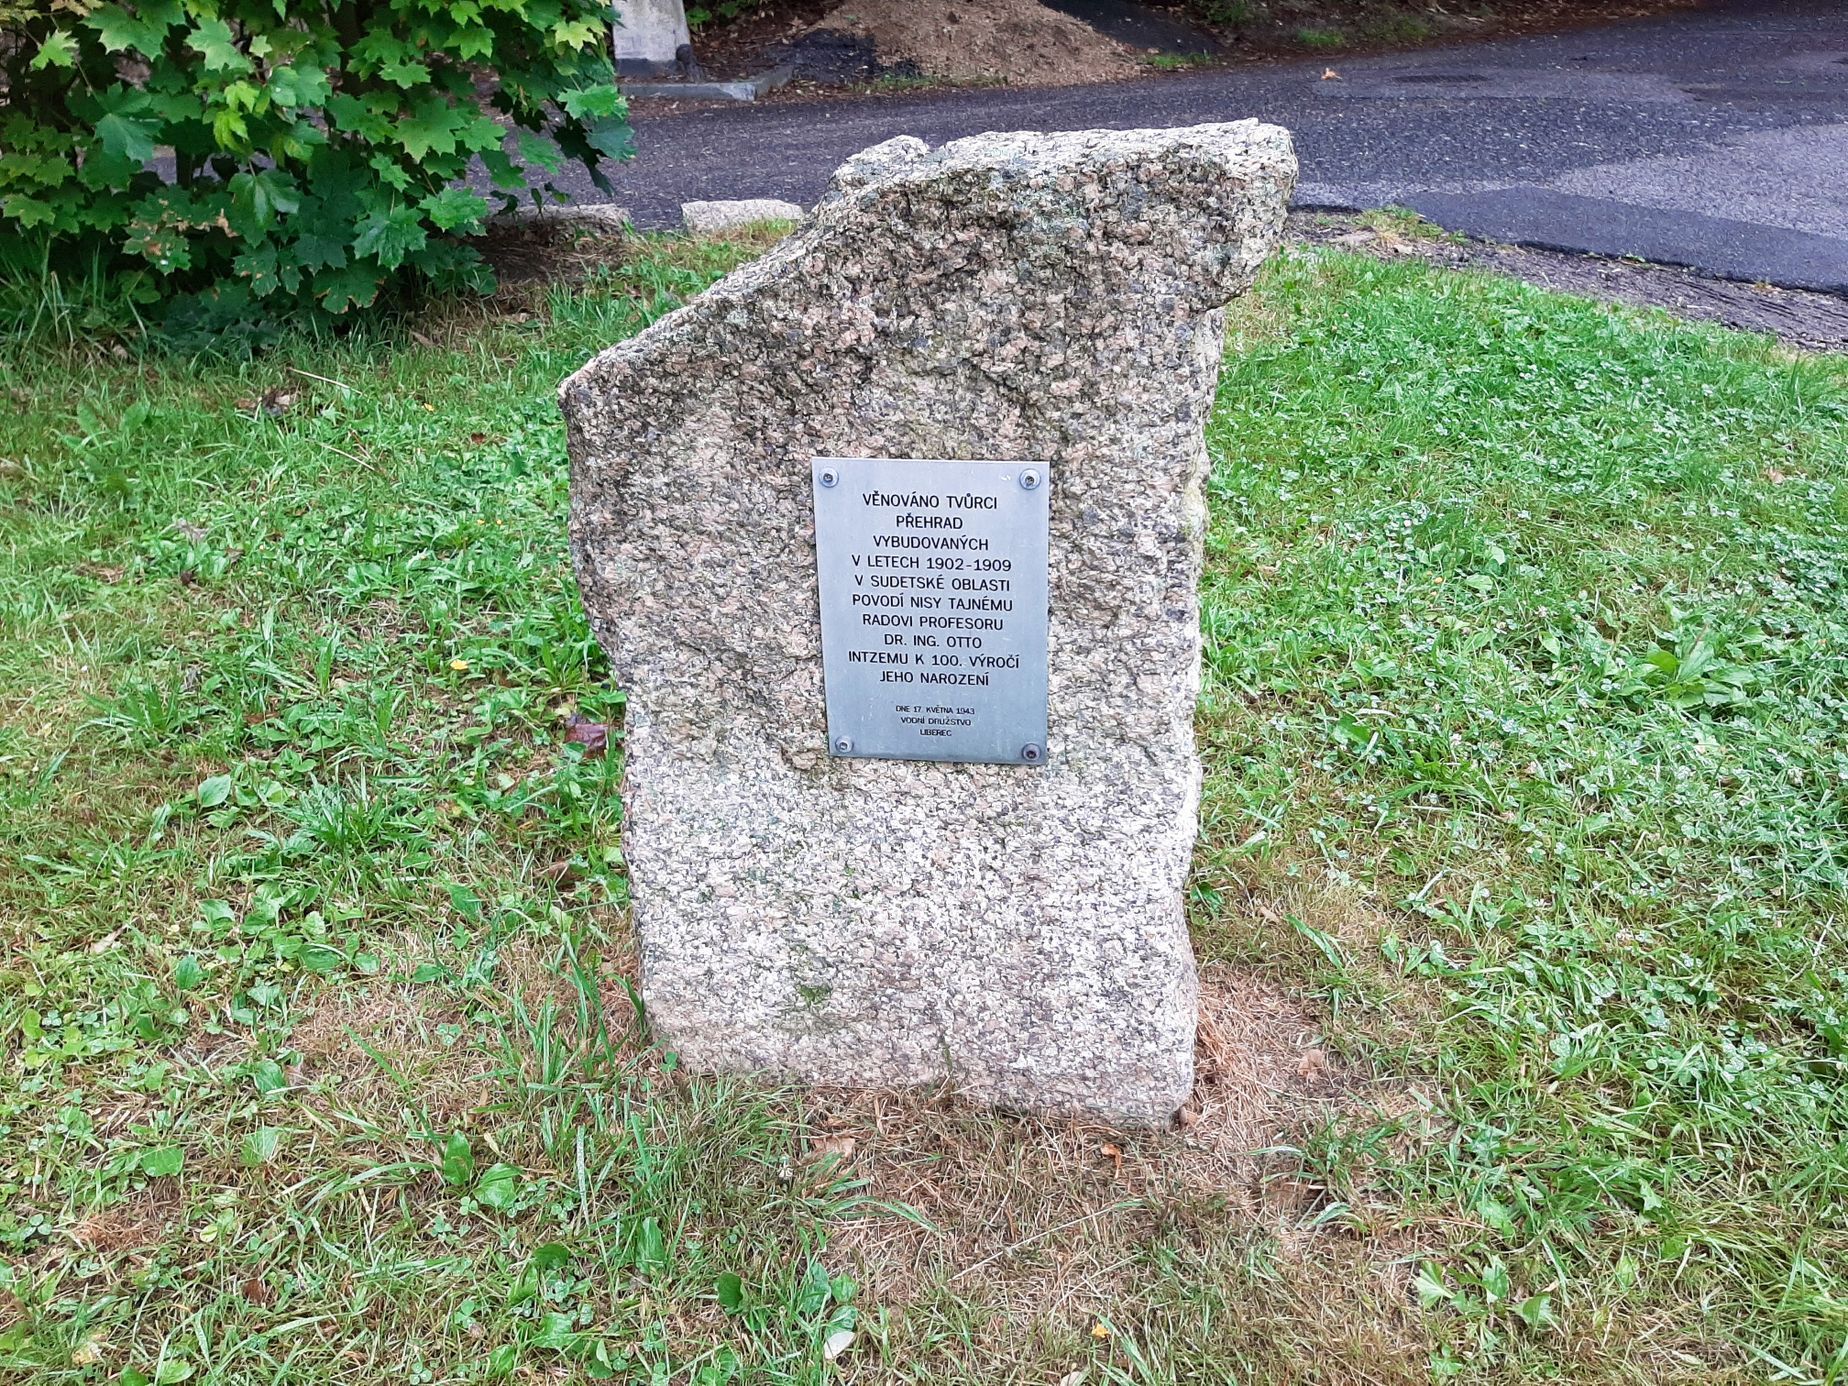 VĚNOVÁNO TVŮRCI
PŘEHRAD
VYBUDOVANÝCH
V LETECH 1902-1909
V SUDETSKÉ OBLASTI
POVODÍ NISY TAJNÉMU
RADOVI PROFESORU
DR. ING. OTTO
INTZEMU K 100. VÝROČÍ
JEHO NAROZENÍ
DNE 17. KVĚTNA 1943
VODNÍ DRUŽSTVO
LIBEREC